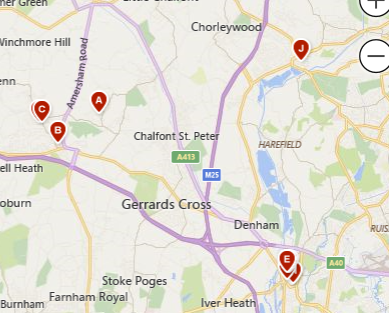 Chorleywood
Winchmore Hill
Amersham Road
J
A
C
B
Chalfont St. Peter
HAREFIELD
A413
M25
Gerrards Cross
Denham
E
A40
Stoke Poges
Farnham Royal
Burnham
Iver Heath